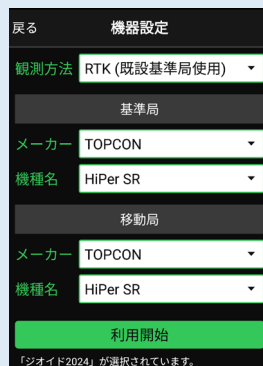 戻る 機器設定
観測方法 RTK (既設基準局使用)
基準局
メーカー TOPCON
機種名 HiPer SR
移動局
メーカー TOPCON
機種名 HiPer SR
利用開始
「ジオイド2024」が選択されています。